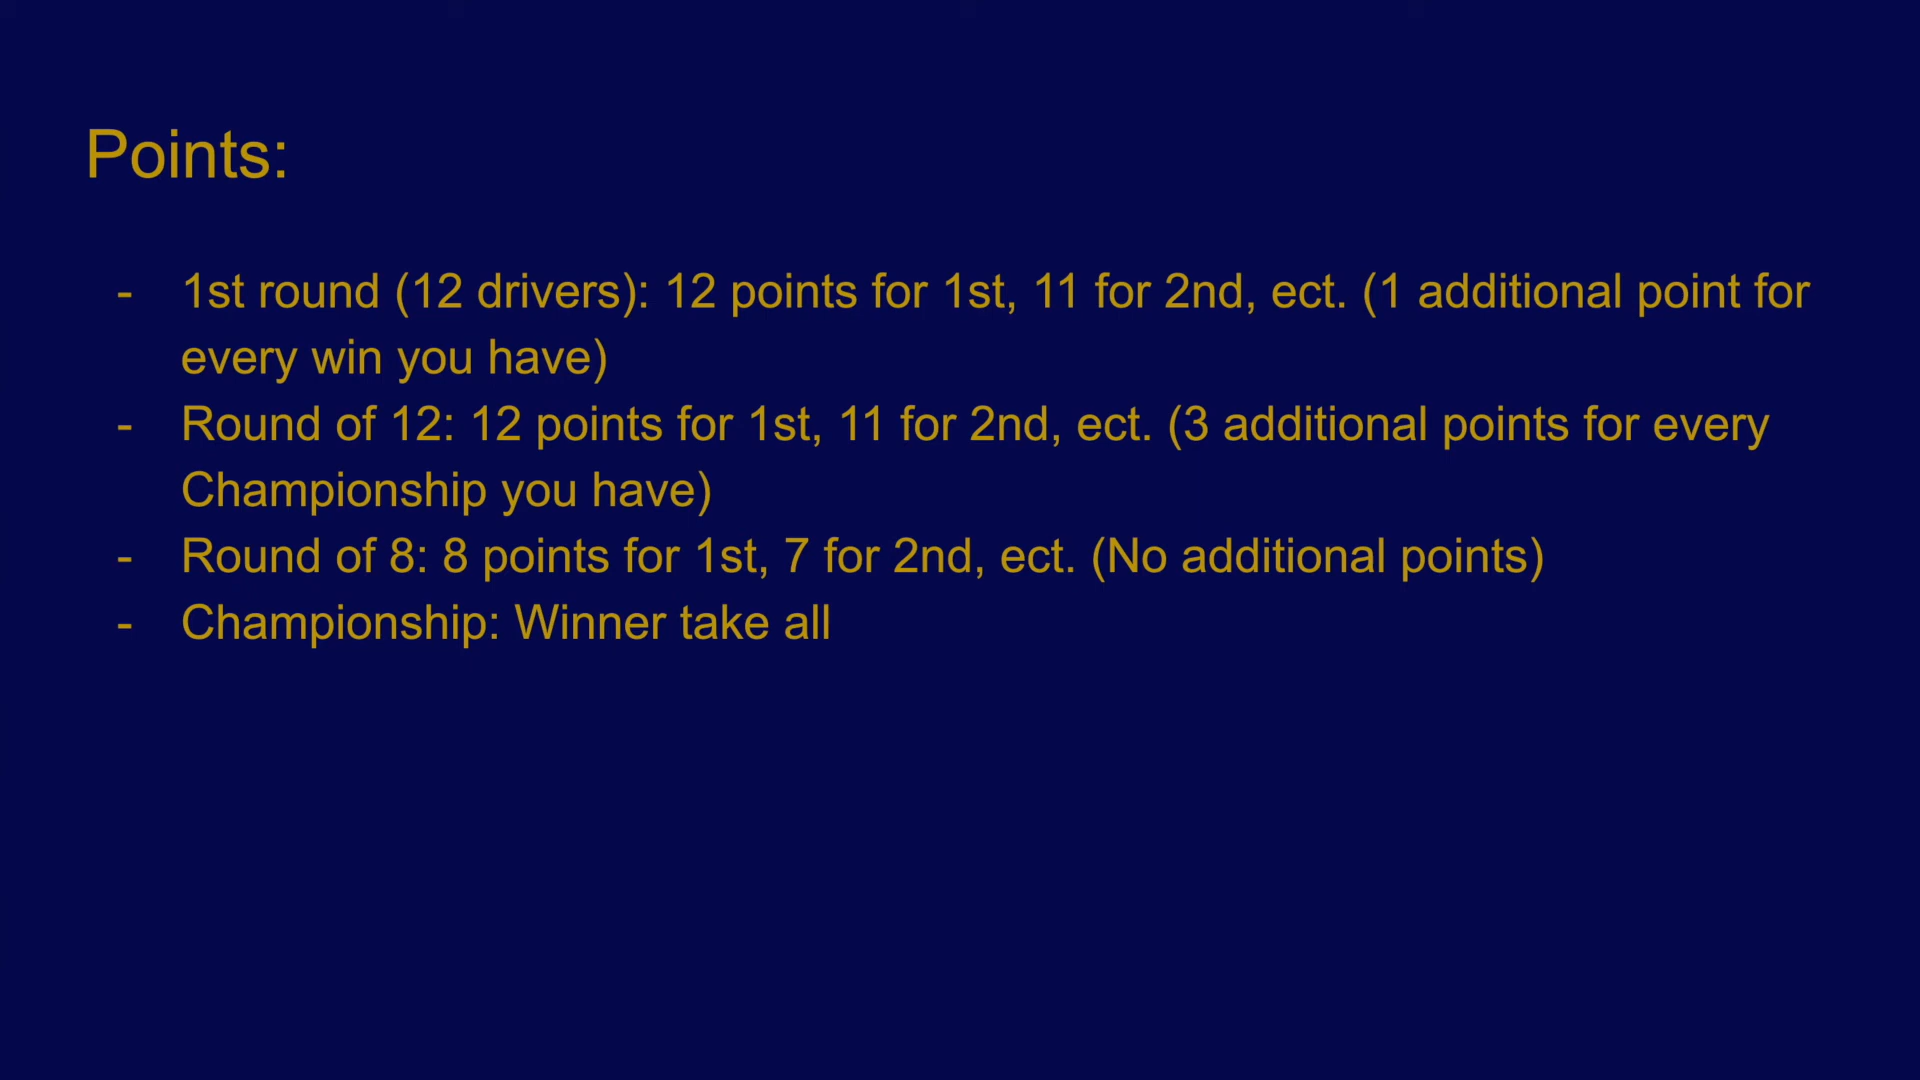 Points:
- 1st round (12 drivers): 12 points for 1st, 11 for 2nd, ect. (1 additional point for
every win you have)
- Round of 12: 12 points for 1st, 11 for 2nd, ect. (3 additional points for every
Championship you have)
- Round of 8: 8 points for 1st, 7 for 2nd, ect. (No additional points)
- Championship: Winner take all